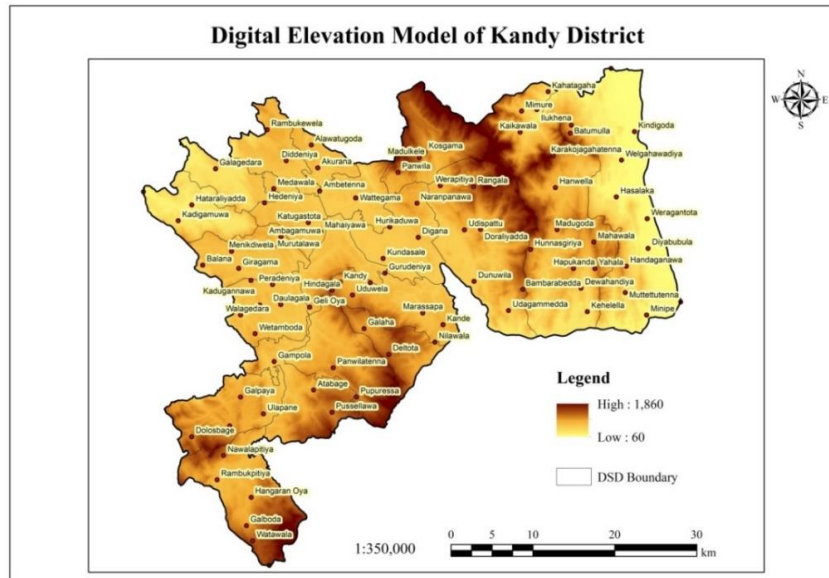 Digital Elevation Model of Kandy District
N
W
E
S
Kahatagaha
Mimure
Ilukhena
Kaikawala
Batumulla
Kindigoda
Rambukewela
Alawatugoda
Madulkele
Kosgama
Karakojagahatenna
Welgahawadiya
Diddeniya
Akurana
Galagedara
Panwila
Medawala
Ambetenna
Werapitiya
Rangala
Hanwella
Hasalaka
Hataraliyadda
Hedeniya
Wattegama
Naranpanawa
Kadigamuwa
Katugastota
Mahaiyawa
Hurikaduwa
Udispattu
Madugoda
Weragantota
Ambagamuwa
Digana
Doraliyadda
Mahawala
Murutalawa
Menikdiwela
Hunnasgiriya
Diyabubula
Balana
Giragama
Kundasale
Hapukanda
Yahala
Handaganawa
Peradeniya
Hindagala
Kandy
Gurudeniya
Kadugannawa
Uduwela
Dunuwila
Bambarabedda
Dewahandiya
Muttettutenna
Daulagala
Geli Oya
Walagedara
Marassapa
Udagammedda
Kehelella
Minipe
Wetamboda
Galaha
Kande
Nilawala
Gampola
Deltota
Panwilatenna
Galpaya
Atabage
Pupuressa
Ulapane
Pussellawa
Dolosbage
Nawalapitiya
Rambukpitiya
Hangaran Oya
Galboda
Watawala
Legend
High : 1,860
Low : 60
DSD Boundary
1:350,000
0 5 10 20 30
km